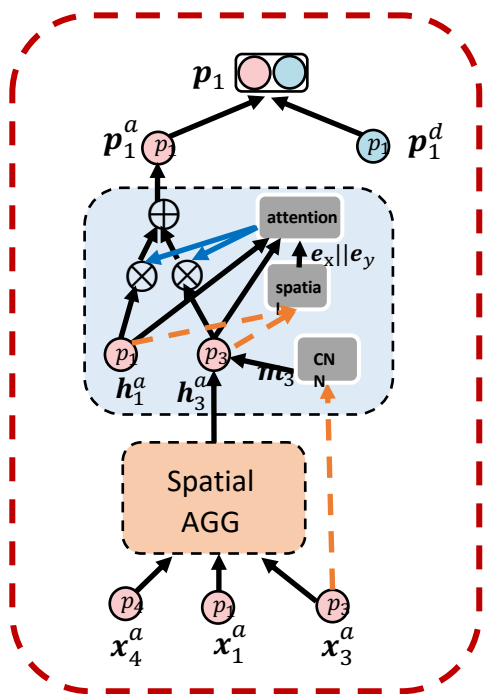 𝒑₁
𝒑₁ᵃ p₁ p₁ 𝒑₁ᵈ
attention
𝒆ₓ||𝒆ᵧ
spatia
l
p₁ p₃ CN
N
𝒎₃
𝒉₁ᵃ 𝒉₃ᵃ
Spatial
AGG
p₄ p₁ p₃
𝒙₄ᵃ 𝒙₁ᵃ 𝒙₃ᵃ